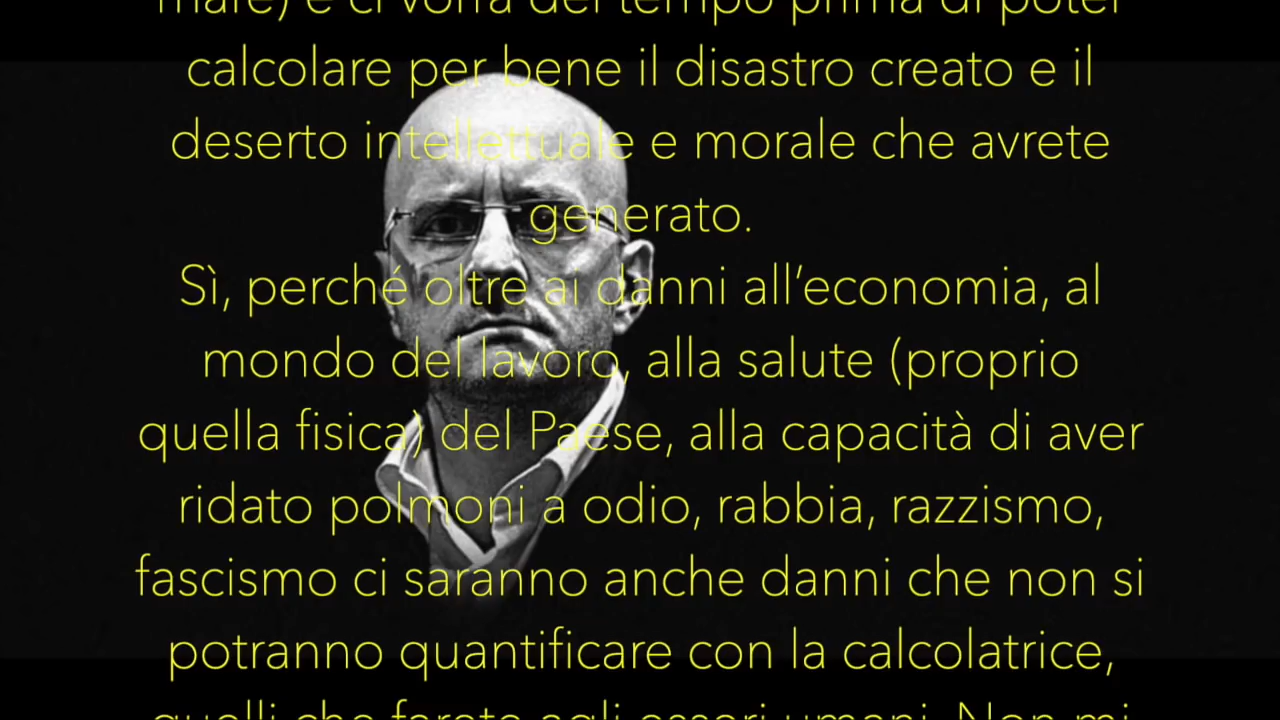 mare) e ci vorrà del tempo prima di poter
calcolare per bene il disastro creato e il
deserto intellettuale e morale che avrete
generato.
Sì, perché oltre ai danni all’economia, al
mondo del lavoro, alla salute (proprio
quella fisica) del Paese, alla capacità di aver
ridato polmoni a odio, rabbia, razzismo,
fascismo ci saranno anche danni che non si
potranno quantificare con la calcolatrice,
quelli che farete agli esseri umani. Non mi